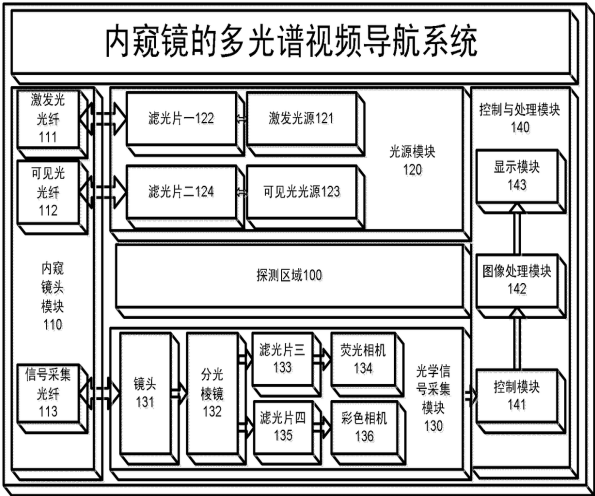 内窥镜的多光谱视频导航系统
激发光
光纤
111
滤光片一122
激发光源121
可见光
光纤
112
滤光片二124
可见光光源123
光源模块
120
控制与处理模块
140
显示模块
143
探测区域100
图像处理模块
142
内窥
镜头
模块
110
信号采集
光纤
113
镜头
131
分光
棱镜
132
滤光片三
133
荧光相机
134
滤光片四
135
彩色相机
136
光学信
号采集
模块
130
控制模块
141